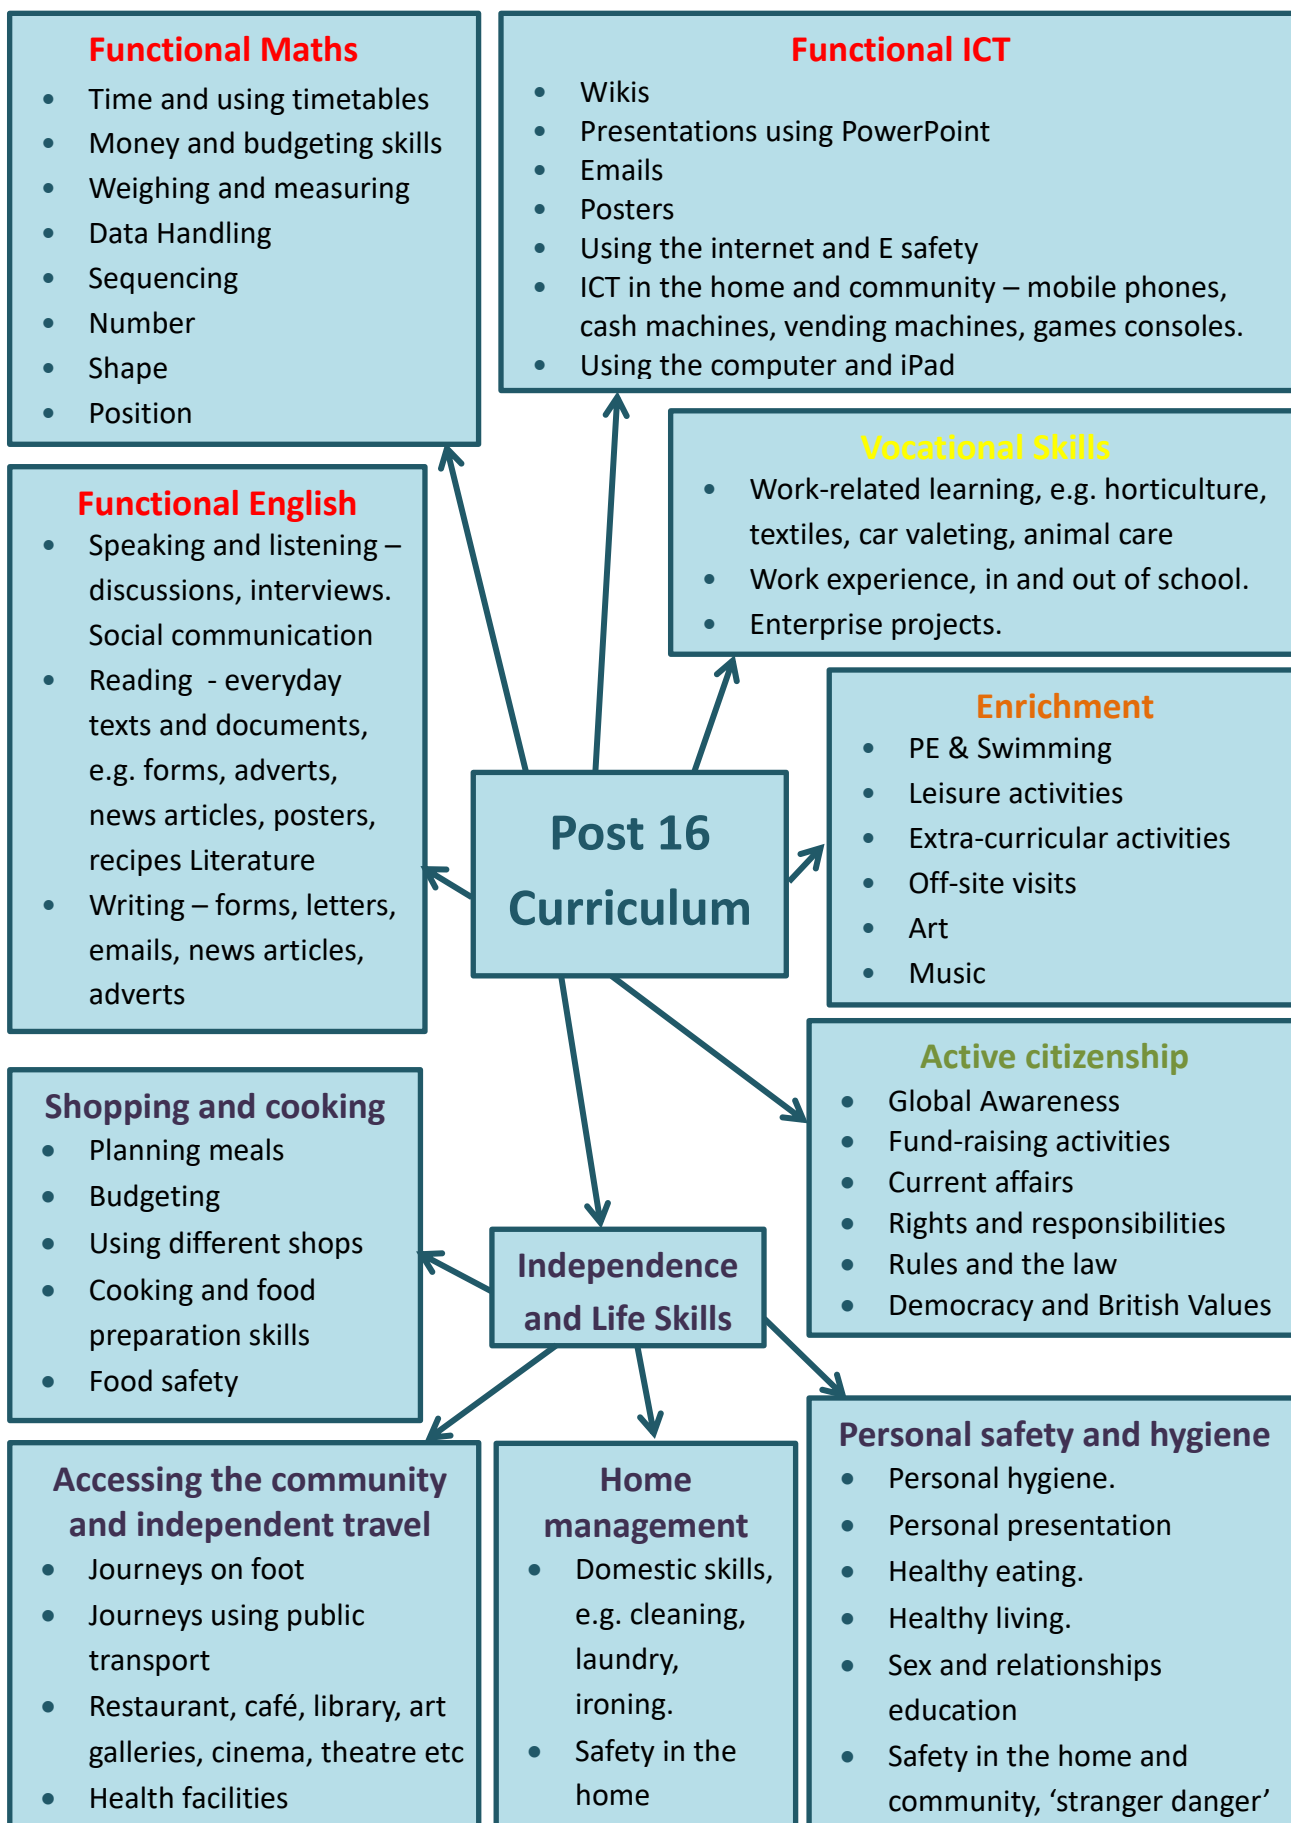 Functional Maths
• Time and using timetables
• Money and budgeting skills
• Weighing and measuring
• Data Handling
• Sequencing
• Number
• Shape
• Position
Functional ICT
• Wikis
• Presentations using PowerPoint
• Emails
• Posters
• Using the internet and E safety
• ICT in the home and community – mobile phones,
cash machines, vending machines, games consoles.
• Using the computer and iPad
Vocational Skills
• Work-related learning, e.g. horticulture,
textiles, car valeting, animal care
• Work experience, in and out of school.
• Enterprise projects.
Functional English
• Speaking and listening –
discussions, interviews.
Social communication
• Reading  - everyday
texts and documents,
e.g. forms, adverts,
news articles, posters,
recipes Literature
• Writing – forms, letters,
emails, news articles,
adverts
Enrichment
• PE & Swimming
• Leisure activities
• Extra-curricular activities
• Off-site visits
• Art
• Music
Post 16
Curriculum
Active citizenship
• Global Awareness
• Fund-raising activities
• Current affairs
• Rights and responsibilities
• Rules and the law
• Democracy and British Values
Shopping and cooking
• Planning meals
• Budgeting
• Using different shops
• Cooking and food
preparation skills
• Food safety
Independence
and Life Skills
Accessing the community
and independent travel
• Journeys on foot
• Journeys using public
transport
• Restaurant, café, library, art
galleries, cinema, theatre etc
• Health facilities
Home
management
• Domestic skills,
e.g. cleaning,
laundry,
ironing.
• Safety in the
home
Personal safety and hygiene
• Personal hygiene.
• Personal presentation
• Healthy eating.
• Healthy living.
• Sex and relationships
education
• Safety in the home and
community, ‘stranger danger’